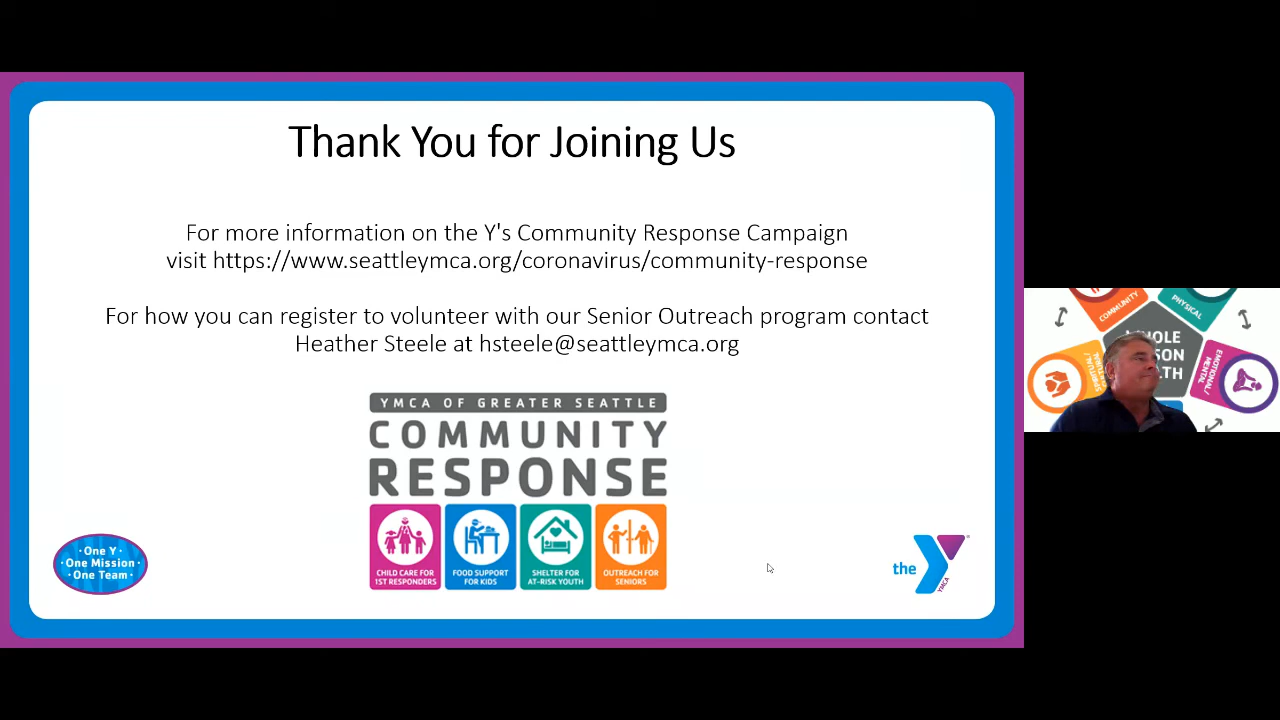 Thank You for Joining Us
For more information on the Y's Community Response Campaign
visit https://www.seattleymca.org/coronavirus/community-response
For how you can register to volunteer with our Senior Outreach program contact
Heather Steele at hsteele@seattleymca.org
YMCA OF GREATER SEATTLE
COMMUNITY
RESPONSE
CHILD CARE FOR
1ST RESPONDERS
FOOD SUPPORT
FOR KIDS
SHELTER FOR
AT-RISK YOUTH
OUTREACH FOR
SENIORS
· One Y ·
· One Mission ·
· One Team ·
the
YMCA
®
COMMUNITY
PHYSICAL
EMOTIONAL/
MENTAL